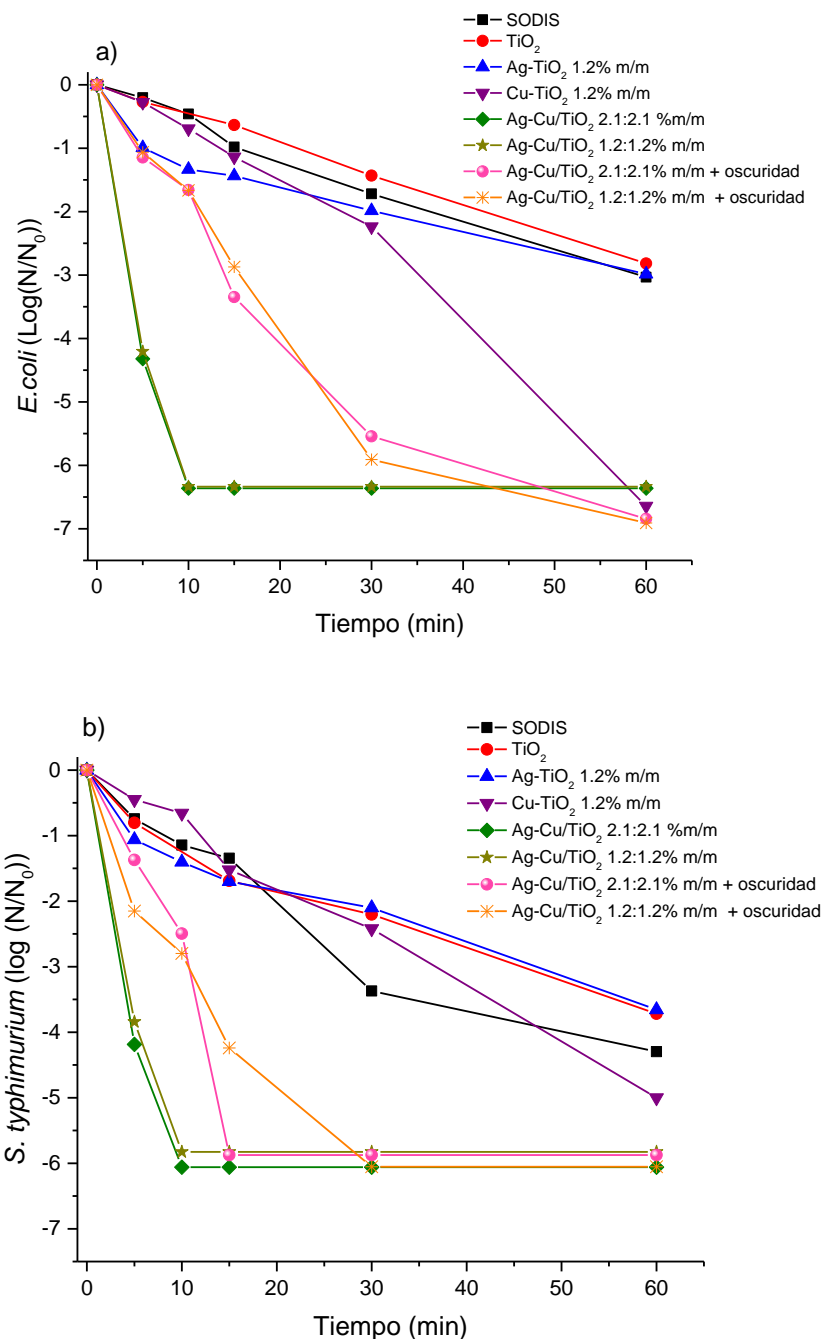 a)
SODIS
TiO2
Ag-TiO2 1.2% m/m
Cu-TiO2 1.2% m/m
Ag-Cu/TiO2 2.1:2.1 %m/m
Ag-Cu/TiO2 1.2:1.2% m/m
Ag-Cu/TiO2 2.1:2.1% m/m + oscuridad
Ag-Cu/TiO2 1.2:1.2% m/m + oscuridad
0
-1
-2
-3
-4
-5
-6
-7
E.coli (Log(N/N0))
0 10 20 30 40 50 60
Tiempo (min)
b)
SODIS
TiO2
Ag-TiO2 1.2% m/m
Cu-TiO2 1.2% m/m
Ag-Cu/TiO2 2.1:2.1 %m/m
Ag-Cu/TiO2 1.2:1.2% m/m
Ag-Cu/TiO2 2.1:2.1% m/m + oscuridad
Ag-Cu/TiO2 1.2:1.2% m/m + oscuridad
0
-1
-2
-3
-4
-5
-6
-7
S. typhimurium (log (N/N0))
0 10 20 30 40 50 60
Tiempo (min)